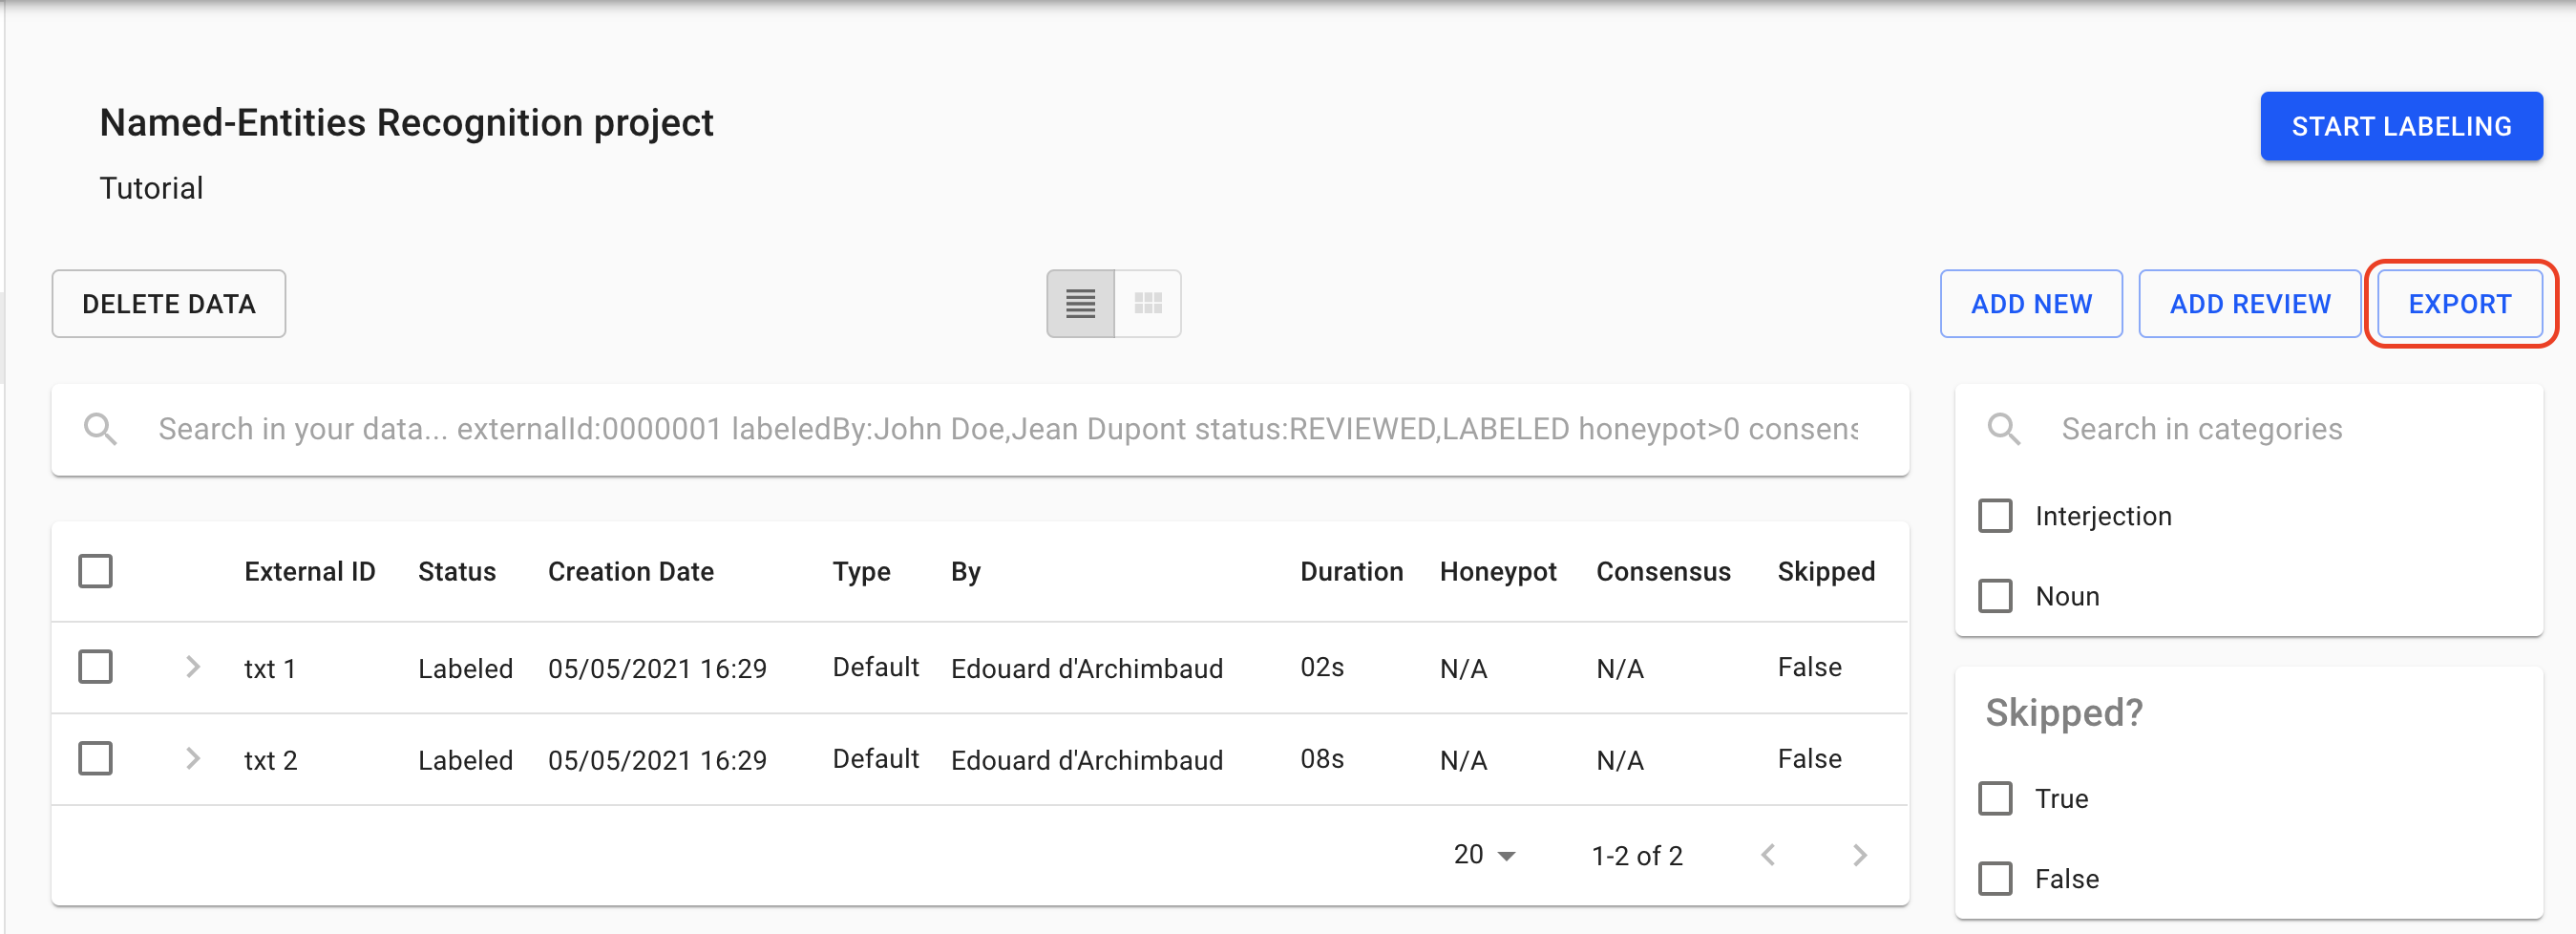 Named-Entities Recognition project
START LABELING
Tutorial
DELETE DATA
ADD NEW
ADD REVIEW
EXPORT
Search in your data... externalId:0000001 labeledBy:John Doe,Jean Dupont status:REVIEWED,LABELED honeypot>0 consens
External ID Status Creation Date Type By Duration Honeypot Consensus Skipped
txt 1 Labeled 05/05/2021 16:29 Default Edouard d'Archimbaud 02s N/A N/A False
txt 2 Labeled 05/05/2021 16:29 Default Edouard d'Archimbaud 08s N/A N/A False
20 1-2 of 2
Search in categories
Interjection
Noun
Skipped?
True
False